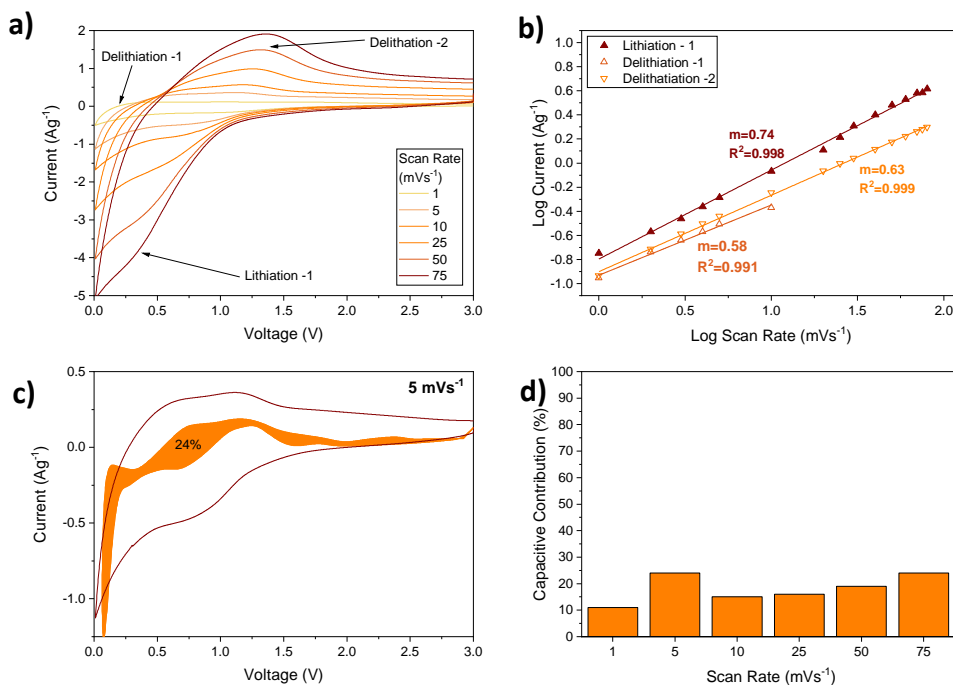 a)
Delithiation -1
Delithation -2
Lithiation -1
Scan Rate
(mVs⁻¹)
1
5
10
25
50
75
2
1
0
-1
-2
-3
-4
-5
0.0 0.5 1.0 1.5 2.0 2.5 3.0
Current (Ag⁻¹)
Voltage (V)
b)
Lithiation - 1
Delithiation -1
Delithatiation -2
m=0.74
R²=0.998
m=0.63
R²=0.999
m=0.58
R²=0.991
1.0
0.8
0.6
0.4
0.2
0.0
-0.2
-0.4
-0.6
-0.8
-1.0
0.0 0.5 1.0 1.5 2.0
Log Current (Ag⁻¹)
Log Scan Rate (mVs⁻¹)
c)
5 mVs⁻¹
24%
0.5
0.0
-0.5
-1.0
0.0 0.5 1.0 1.5 2.0 2.5 3.0
Current (Ag⁻¹)
Voltage (V)
d)
100
90
80
70
60
50
40
30
20
10
0
1 5 10 25 50 75
Capacitive Contribution (%)
Scan Rate (mVs⁻¹)